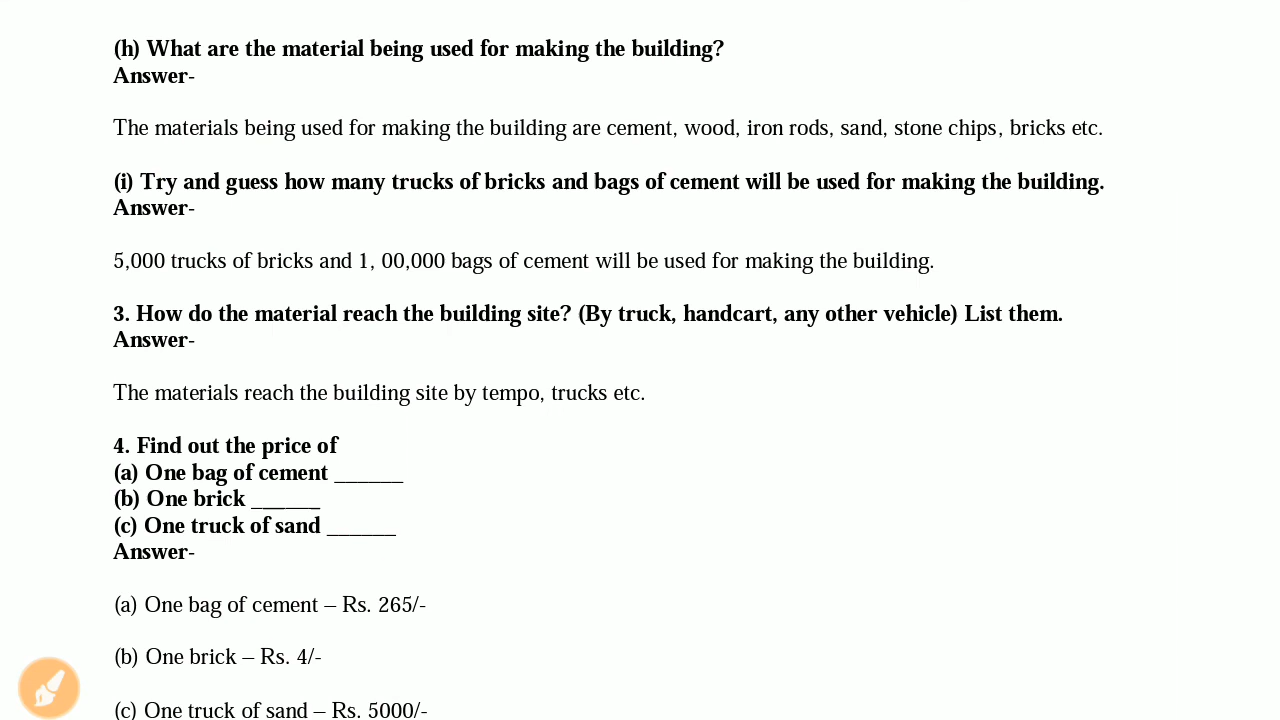 (h) What are the material being used for making the building?
Answer-
The materials being used for making the building are cement, wood, iron rods, sand, stone chips, bricks etc.
(i) Try and guess how many trucks of bricks and bags of cement will be used for making the building.
Answer-
5,000 trucks of bricks and 1, 00,000 bags of cement will be used for making the building.
3. How do the material reach the building site? (By truck, handcart, any other vehicle) List them.
Answer-
The materials reach the building site by tempo, trucks etc.
4. Find out the price of
(a) One bag of cement ______
(b) One brick ______
(c) One truck of sand ______
Answer-
(a) One bag of cement – Rs. 265/-
(b) One brick – Rs. 4/-
(c) One truck of sand – Rs. 5000/-